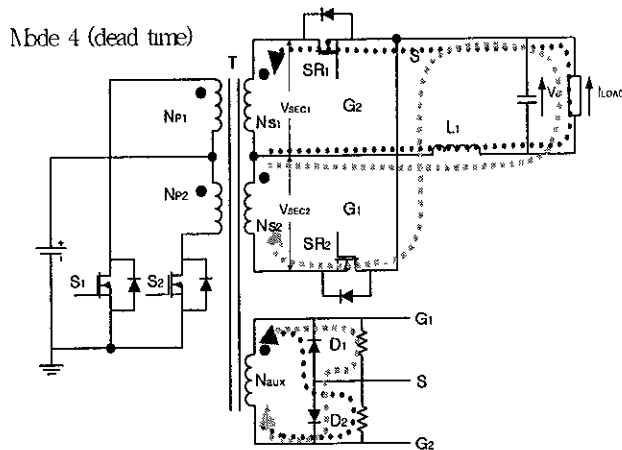 Mode 4 (dead time)
T
SR1
S
VSEC1
G2
Vo
ILOAD
NP1
NS1
L1
NP2
VSEC2
G1
NS2
SR2
S1
S2
G1
D1
S
Naux
D2
G2